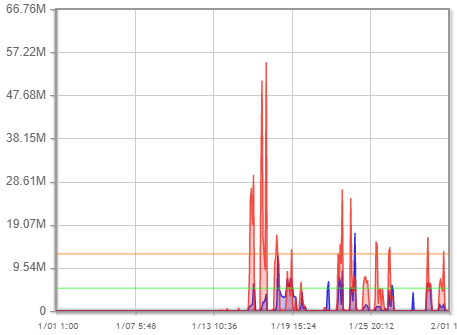 66.76M
57.22M
47.68M
38.15M
28.61M
19.07M
9.54M
0
1/01 1:00 1/07 5:48 1/13 10:36 1/19 15:24 1/25 20:12 2/01 1